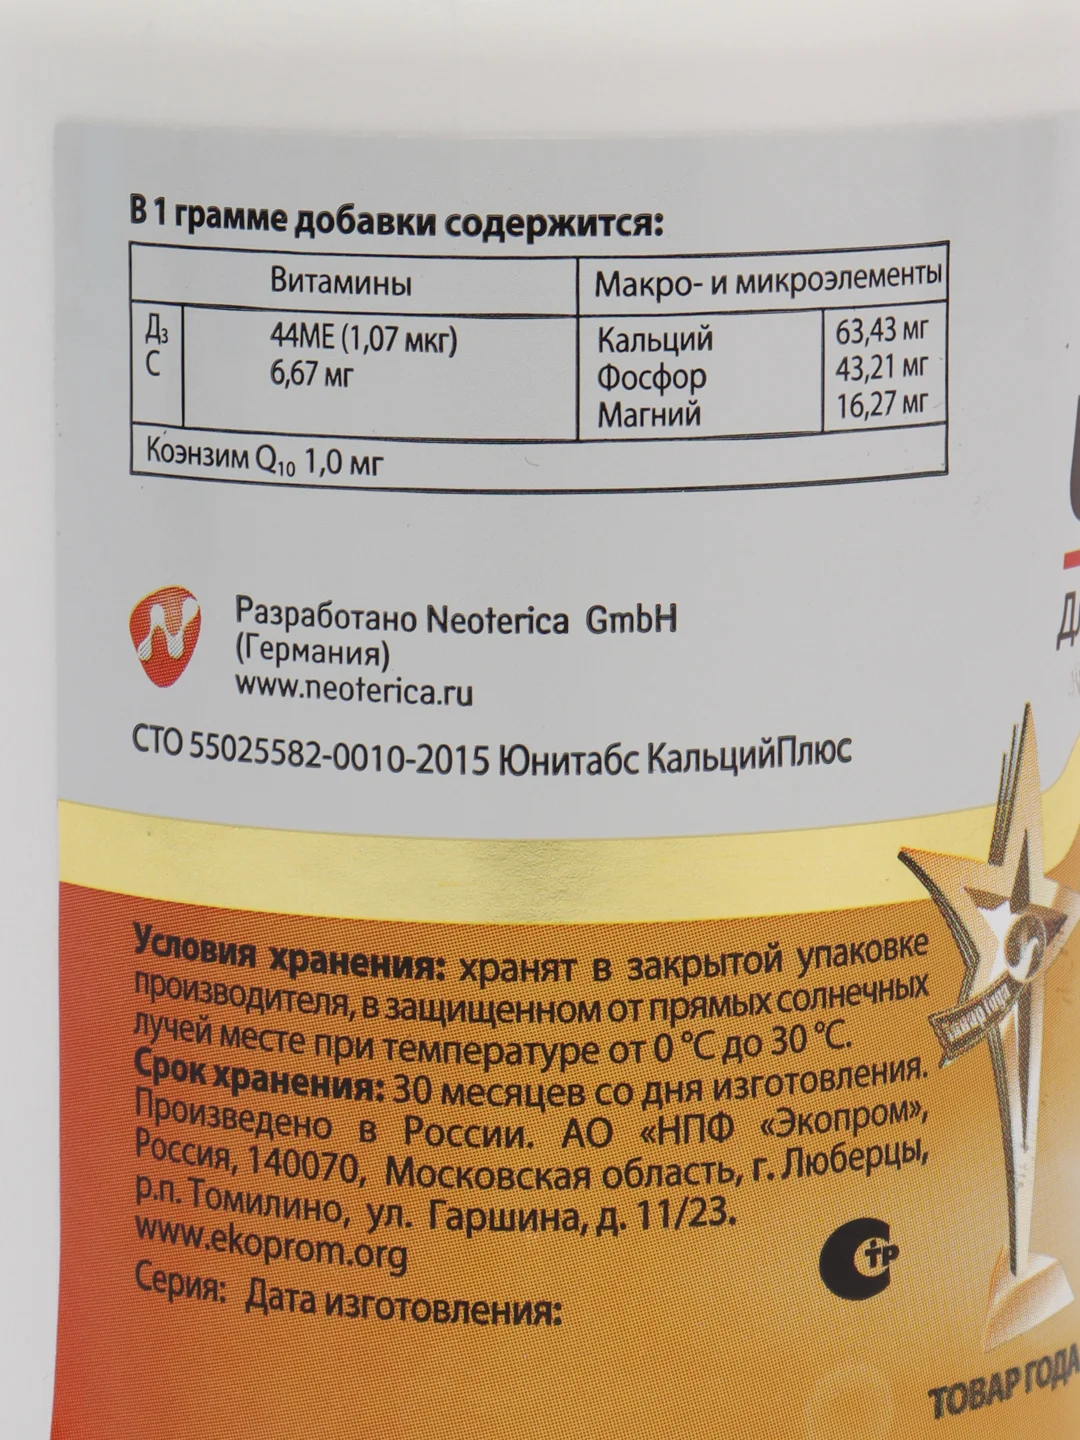 В 1 грамме добавки содержится:
Витамины Макро- и микроэлементы
Д3 44МЕ (1,07 мкг) Кальций 63,43 мг
С 6,67 мг Фосфор 43,21 мг
Магний 16,27 мг
Коэнзим Q10 1,0 мг
Разработано Neoterica GmbH
(Германия)
www.neoterica.ru
СТО 55025582-0010-2015 Юнитабс КальцийПлюс
Условия хранения: хранят в закрытой упаковке
производителя, в защищенном от прямых солнечных
лучей месте при температуре от 0 °С до 30 °С.
Срок хранения: 30 месяцев со дня изготовления.
Произведено в России. АО «НПФ «Экопром»,
Россия, 140070, Московская область, г. Люберцы,
р.п. Томилино, ул. Гаршина, д. 11/23.
www.ekoprom.org
Серия: Дата изготовления:
СТР
ТОВАР ГОДА